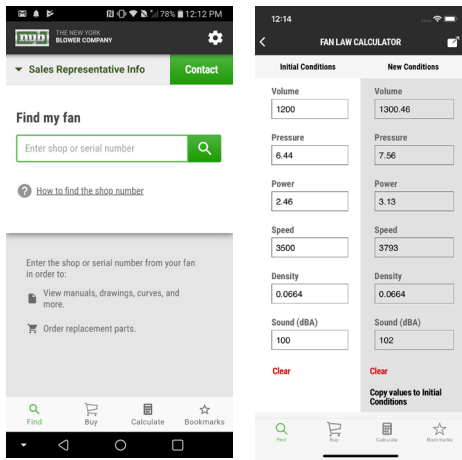 78% 12:12 PM
nyb
THE NEW YORK
BLOWER COMPANY
Sales Representative Info
Contact
Find my fan
Enter shop or serial number
How to find the shop number
Enter the shop or serial number from your fan
in order to:
View manuals, drawings, curves, and
more.
Order replacement parts.
Find Buy Calculate Bookmarks
12:14
FAN LAW CALCULATOR
Initial Conditions New Conditions
Volume Volume
1200 1300.46
Pressure Pressure
6.44 7.56
Power Power
2.46 3.13
Speed Speed
3500 3793
Density Density
0.0664 0.0664
Sound (dBA) Sound (dBA)
100 102
Clear Clear
Copy values to Initial
Conditions
Find Buy Calculate Bookmarks